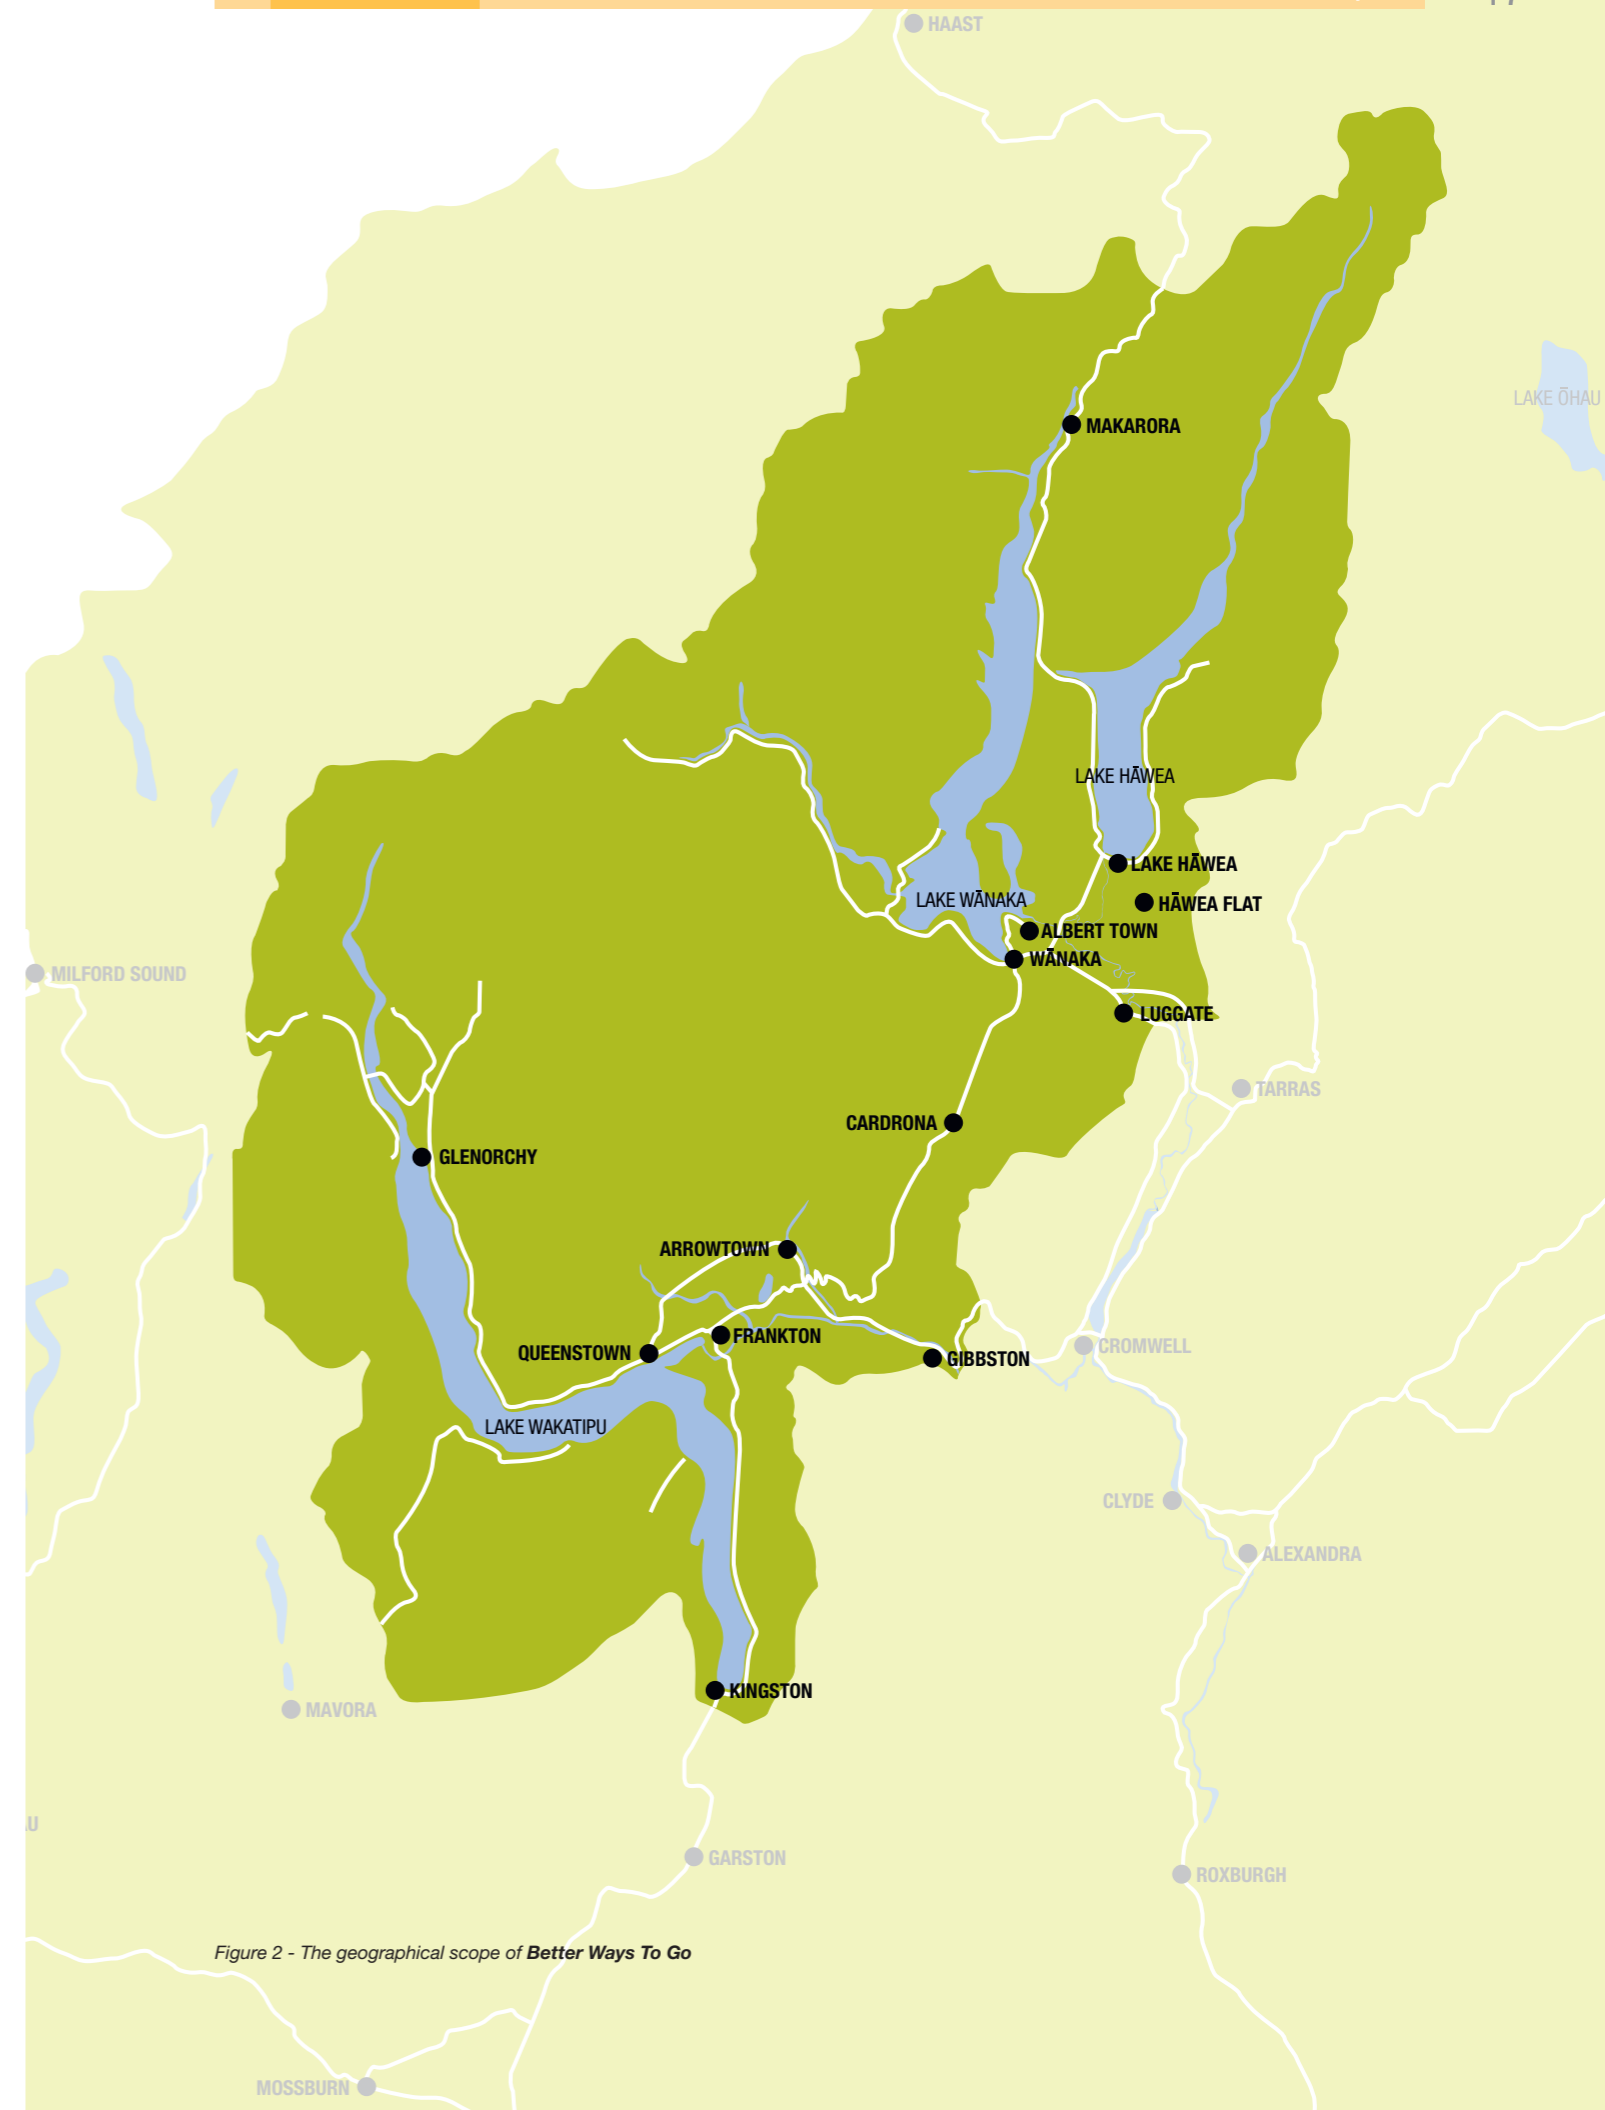 HAAST
LAKE ŌHAU
MAKARORA
LAKE HĀWEA
LAKE HĀWEA
LAKE WĀNAKA
HĀWEA FLAT
ALBERT TOWN
WĀNAKA
MILFORD SOUND
LUGGATE
TARRAS
CARDRONA
GLENORCHY
ARROWTOWN
FRANKTON
QUEENSTOWN
GIBBSTON
CROMWELL
LAKE WAKATIPU
CLYDE
ALEXANDRA
KINGSTON
MAVORA
GARSTON
ROXBURGH
Figure 2 - The geographical scope of Better Ways To Go
MOSSBURN